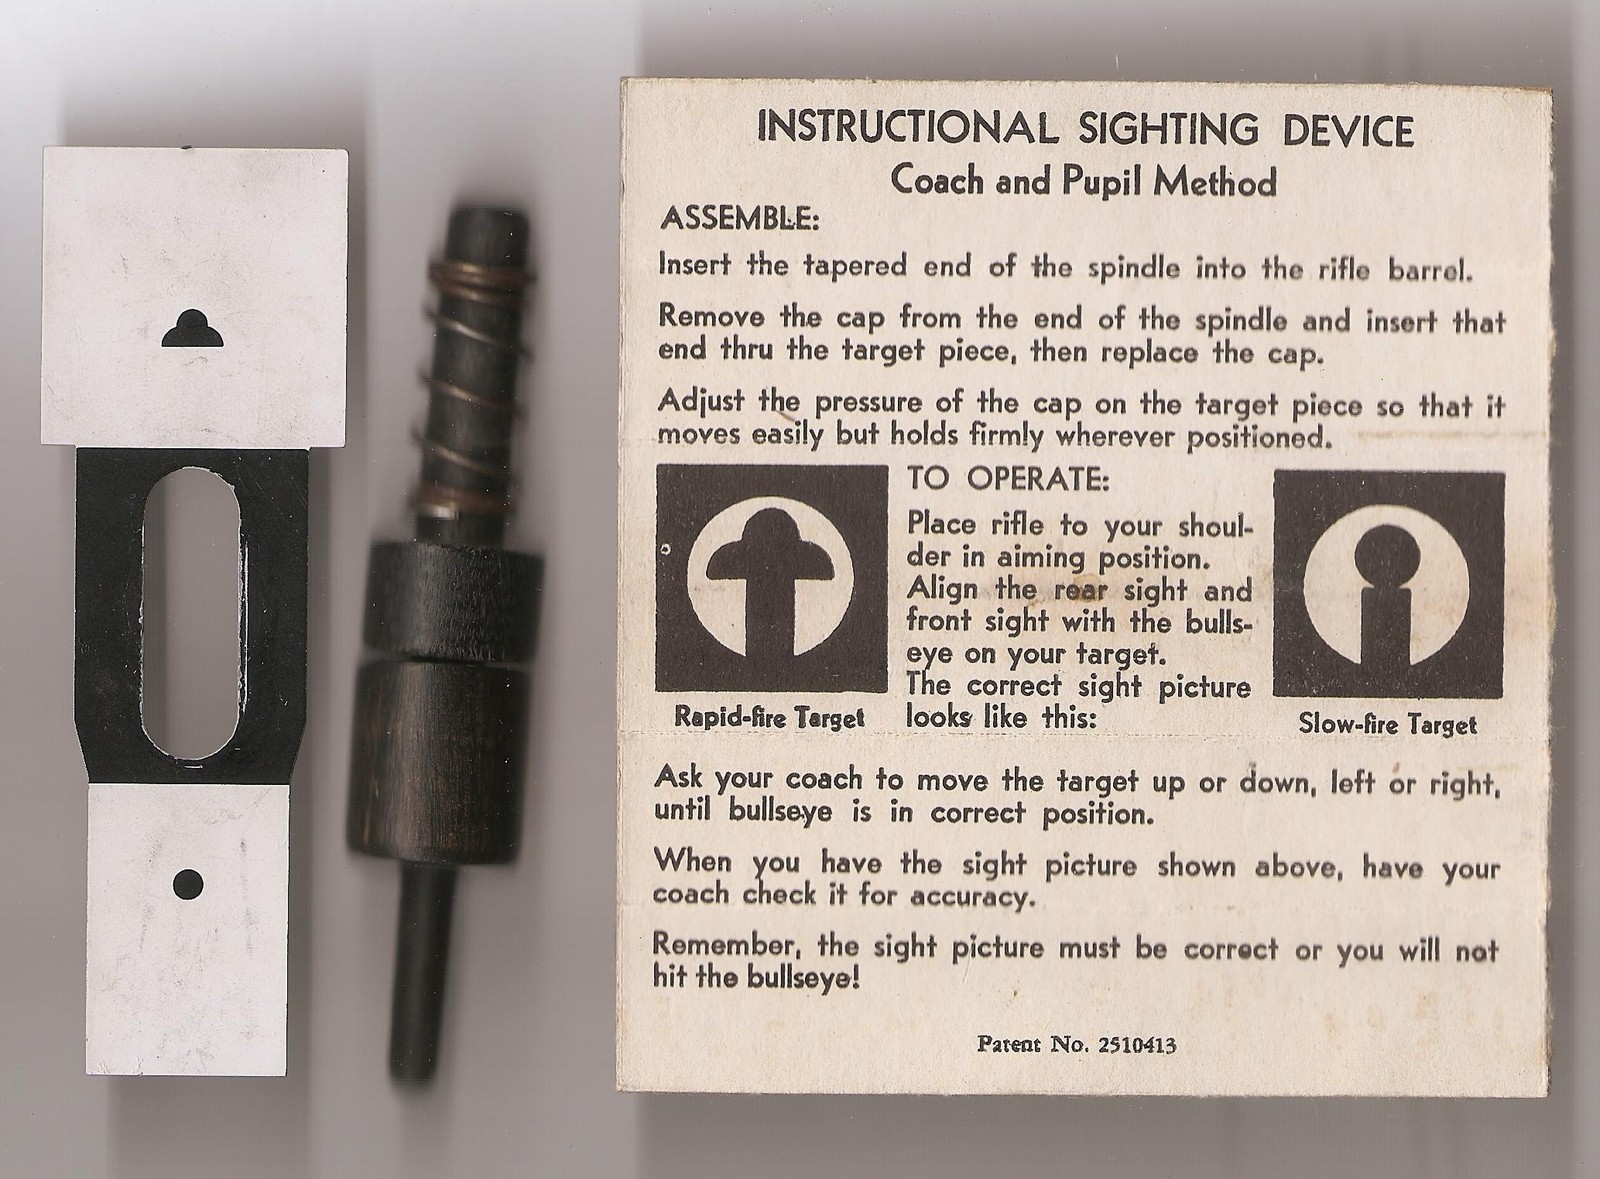 INSTRUCTIONAL SIGHTING DEVICE
Coach and Pupil Method
ASSEMBLE:
Insert the tapered end of the spindle into the rifle barrel.
Remove the cap from the end of the spindle and insert that
end thru the target piece, then replace the cap.
Adjust the pressure of the cap on the target piece so that it
moves easily but holds firmly wherever positioned.
TO OPERATE:
Place rifle to your shoul-
der in aiming position.
Align the rear sight and
front sight with the bulls-
eye on your target.
The correct sight picture
looks like this:
Rapid-fire Target
Slow-fire Target
Ask your coach to move the target up or down, left or right,
until bullseye is in correct position.
When you have the sight picture shown above, have your
coach check it for accuracy.
Remember, the sight picture must be correct or you will not
hit the bullseye!
Patent No. 2510413